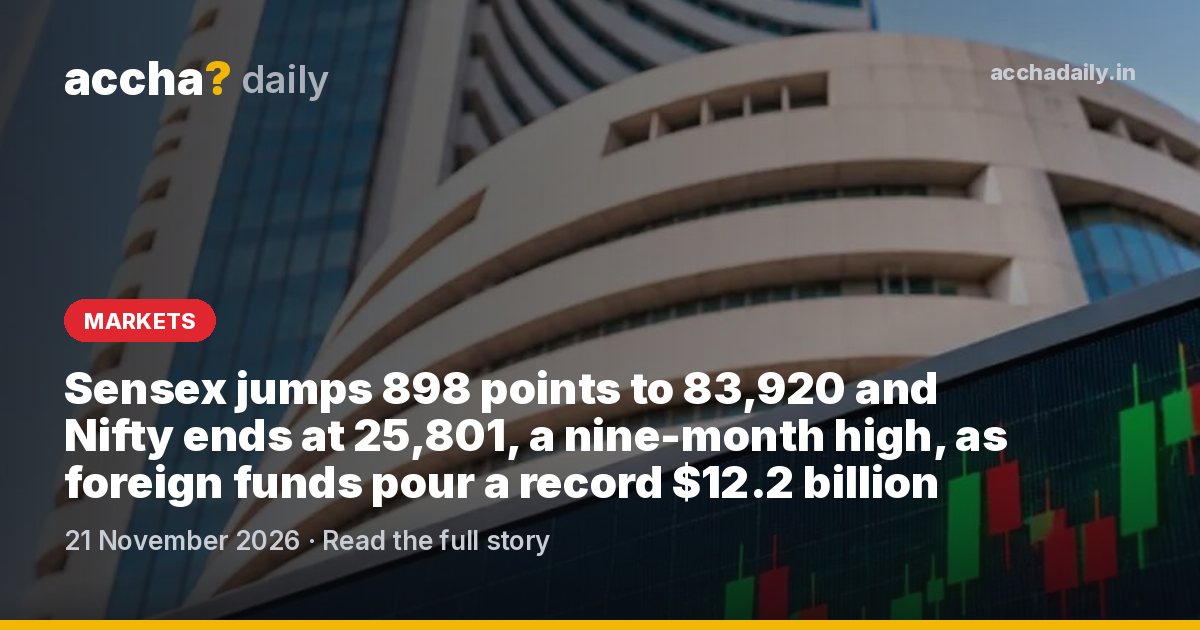 accha? daily
acchadaily.in
MARKETS
Sensex jumps 898 points to 83,920 and
Nifty ends at 25,801, a nine-month high, as
foreign funds pour a record $12.2 billion
21 November 2026 · Read the full story